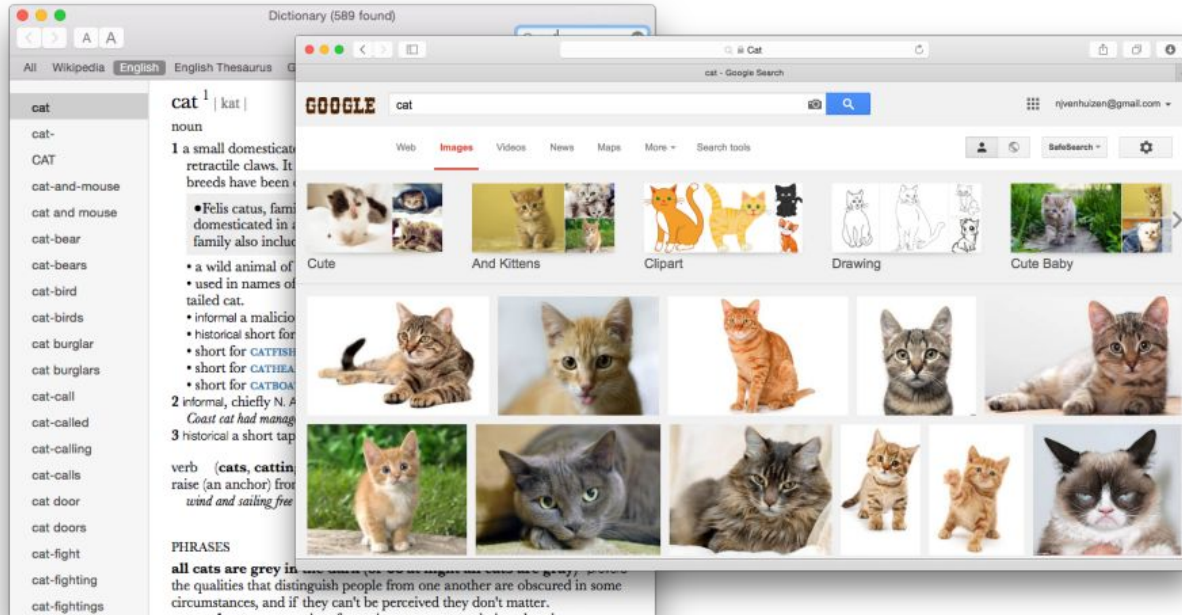 Dictionary (589 found)
A A
All Wikipedia English English Thesaurus G
cat
cat-
CAT
cat-and-mouse
cat and mouse
cat-bear
cat-bears
cat-bird
cat-birds
cat burglar
cat burglars
cat-call
cat-called
cat-calling
cat-calls
cat door
cat doors
cat-fight
cat-fighting
cat-fightings
cat 1 | kat |
noun
1 a small domesticate
retractile claws. It
breeds have been
•Felis catus, fami
domesticated in a
family also includ
• a wild animal of
• used in names of
tailed cat.
• informal a malicio
• historical short for
• short for CATFISH
• short for CATHEA
• short for CATBOA
2 informal, chiefly N. A
Coast cat had manag
3 historical a short tap
verb (cats, cattin
raise (an anchor) from
wind and sailing free
PHRASES
all cats are grey in
the qualities that distinguish people from one another are obscured in some
circumstances, and if they can't be perceived they don't matter.
Cat
cat - Google Search
GOOGLE cat
njvenhuizen@gmail.com
Web Images Videos News Maps More Search tools
SafeSearch
Cute And Kittens Clipart Drawing Cute Baby